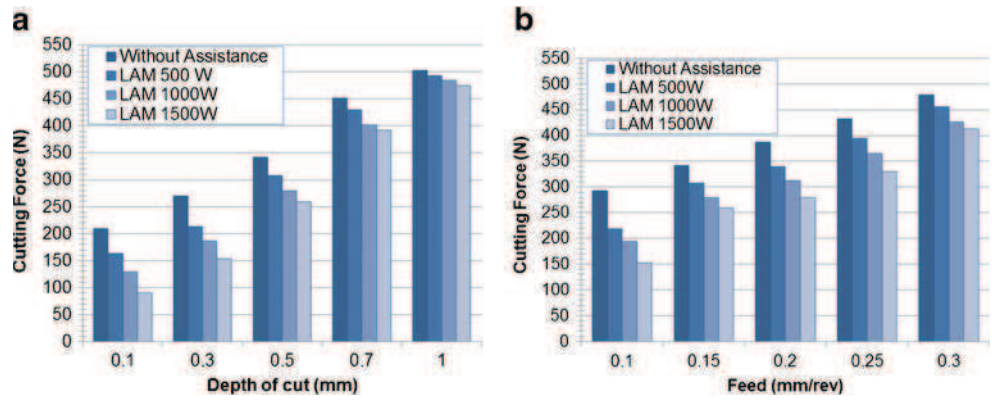 a
550
500
450
400
350
300
250
200
150
100
50
0
Cutting Force (N)
Without Assistance
LAM 500 W
LAM 1000W
LAM 1500W
0.1 0.3 0.5 0.7 1
Depth of cut (mm)
b
550
500
450
400
350
300
250
200
150
100
50
0
Cutting Force (N)
Without Assistance
LAM 500W
LAM 1000W
LAM 1500W
0.1 0.15 0.2 0.25 0.3
Feed (mm/rev)